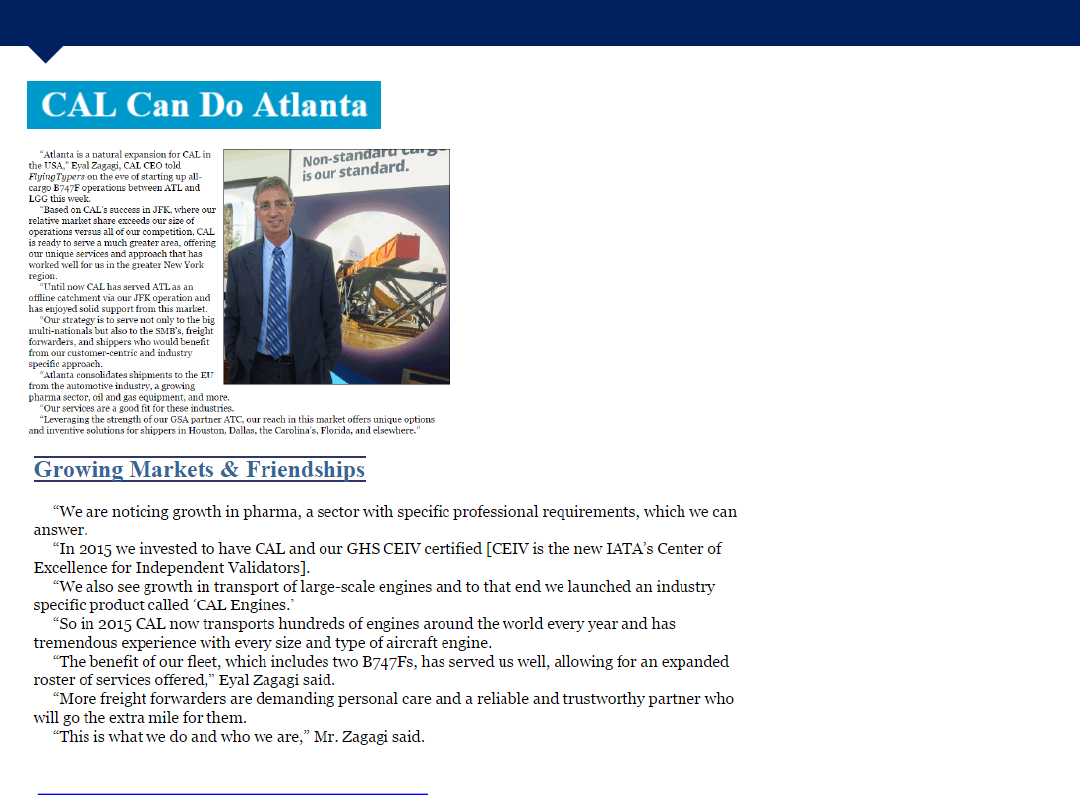 CAL Can Do Atlanta
Non-standard cargo
is our standard.
“Atlanta is a natural expansion for CAL in
the USA,” Eyal Zagagi, CAL CEO told
FlyingTypers on the eve of starting up all-
cargo B747F operations between ATL and
LGG this week.
“Based on CAL’s success in JFK, where our
relative market share exceeds our size of
operations versus all of our competition, CAL
is ready to serve a much greater area, offering
our unique services and approach that has
worked well for us in the greater New York
region.
“Until now CAL has served ATL as an
offline catchment via our JFK operation and
has enjoyed solid support from this market.
“Our strategy is to serve not only to the big
multi-nationals but also to the SMB’s, freight
forwarders, and shippers who would benefit
from our customer-centric and industry
specific approach.
“Atlanta consolidates shipments to the EU
from the automotive industry, a growing
pharma sector, oil and gas equipment, and more.
“Our services are a good fit for these industries.
“Leveraging the strength of our GSA partner ATC, our reach in this market offers unique options
and inventive solutions for shippers in Houston, Dallas, the Carolina’s, Florida, and elsewhere.”
Growing Markets & Friendships
“We are noticing growth in pharma, a sector with specific professional requirements, which we can
answer.
“In 2015 we invested to have CAL and our GHS CEIV certified [CEIV is the new IATA’s Center of
Excellence for Independent Validators].
“We also see growth in transport of large-scale engines and to that end we launched an industry
specific product called ‘CAL Engines.’
“So in 2015 CAL now transports hundreds of engines around the world every year and has
tremendous experience with every size and type of aircraft engine.
“The benefit of our fleet, which includes two B747Fs, has served us well, allowing for an expanded
roster of services offered,” Eyal Zagagi said.
“More freight forwarders are demanding personal care and a reliable and trustworthy partner who
will go the extra mile for them.
“This is what we do and who we are,” Mr. Zagagi said.